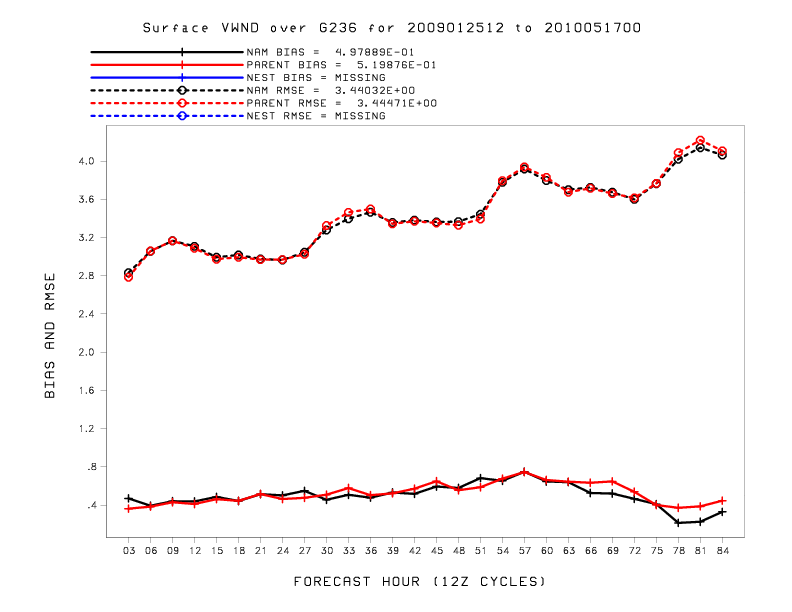 Surface VWND over G236 for 2009012512 to 2010051700
NAM BIAS = 4.97889E-01
PARENT BIAS = 5.19876E-01
NEST BIAS = MISSING
NAM RMSE = 3.44032E+00
PARENT RMSE = 3.44471E+00
NEST RMSE = MISSING
BIAS AND RMSE
4.0
3.6
3.2
2.8
2.4
2.0
1.6
1.2
.8
.4
03 06 09 12 15 18 21 24 27 30 33 36 39 42 45 48 51 54 57 60 63 66 69 72 75 78 81 84
FORECAST HOUR (12Z CYCLES)